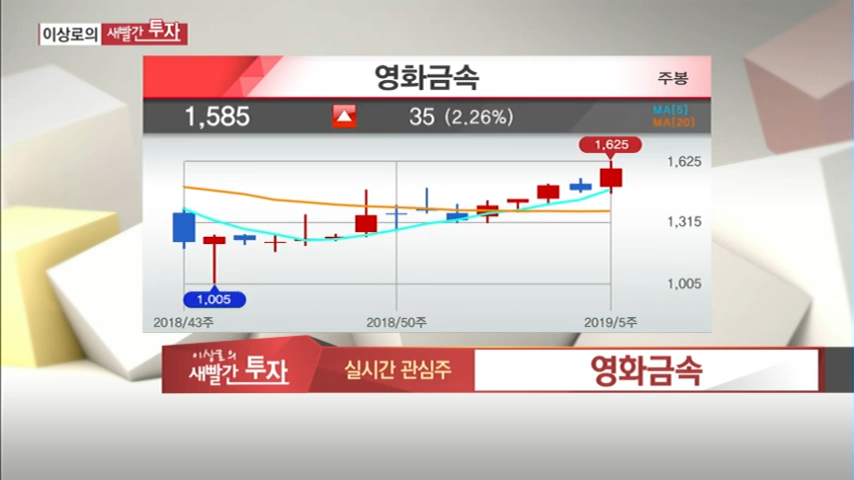 이상로의 새빨간 투자
영화금속
주봉
1,585 35 (2.26%)
MA[5]
MA[20]
1,625
1,625
1,315
1,005
1,005
2018/43주 2018/50주 2019/5주
이상로의
새빨간 투자
실시간 관심주
영화금속